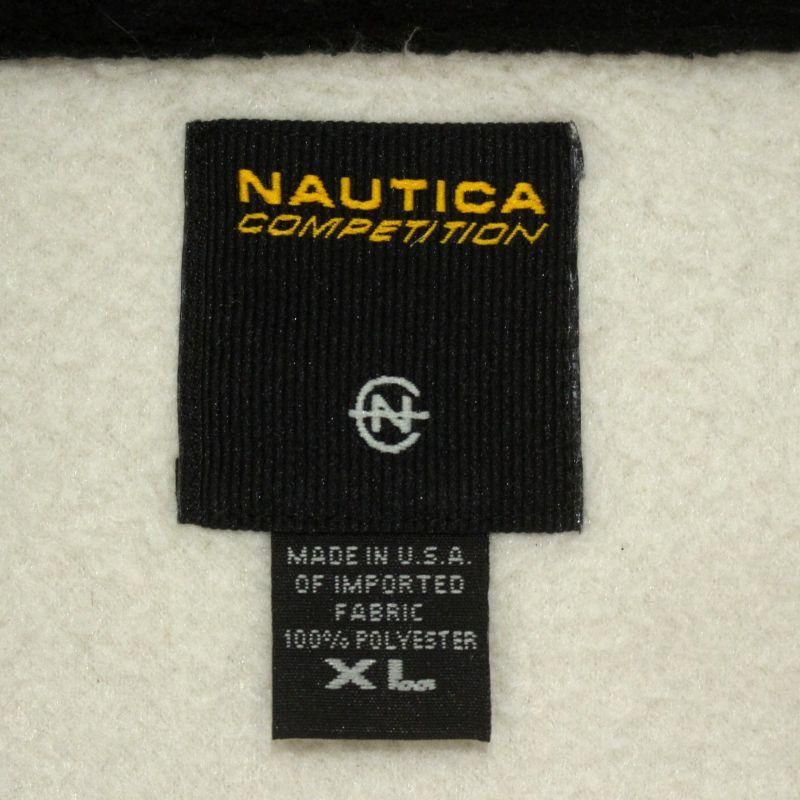 NAUTICA
COMPETITION
N
MADE IN U.S.A.
OF IMPORTED
FABRIC
100% POLYESTER
XL